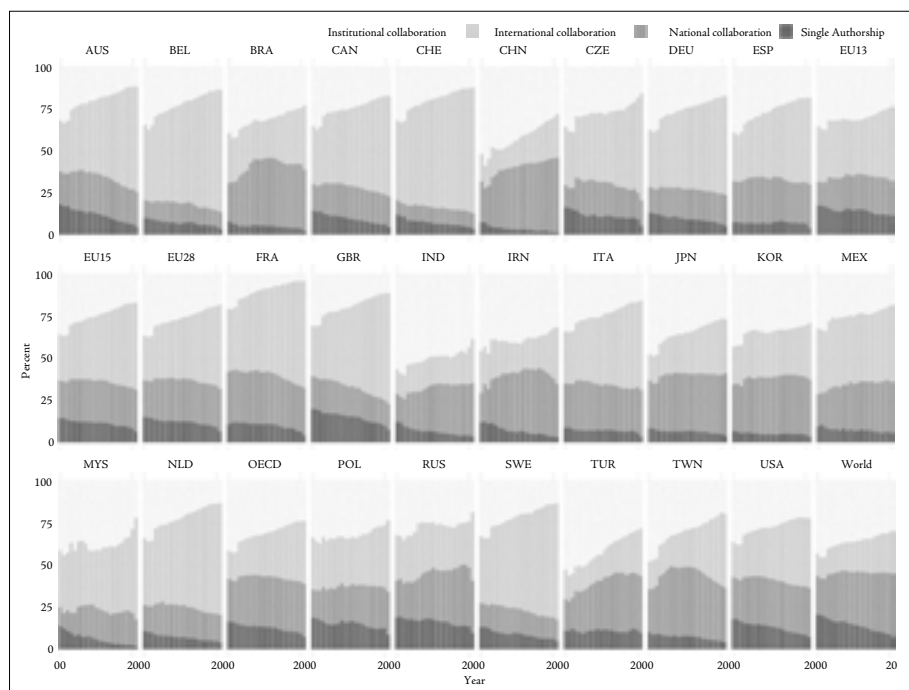 Institutional collaboration International collaboration National collaboration Single Authorship
AUS BEL BRA CAN CHE CHN CZE DEU ESP EU13
100
75
50
25
0
EU15 EU28 FRA GBR IND IRN ITA JPN KOR MEX
100
75
50
25
0
Percent
MYS NLD OECD POL RUS SWE TUR TWN USA World
100
75
50
25
0
00 2000 2000 2000 2000 2000 2000 2000 2000 2000 20
Year